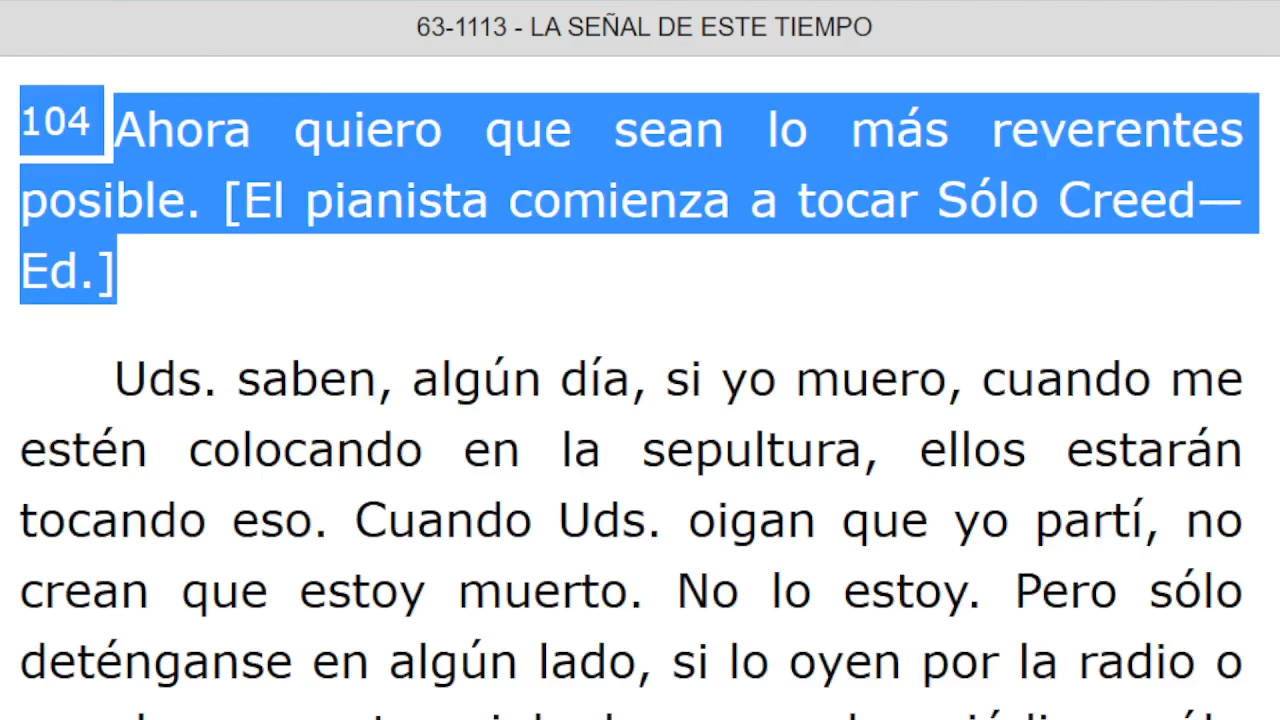 63-1113 - LA SEÑAL DE ESTE TIEMPO
104 Ahora quiero que sean lo más reverentes
posible. [El pianista comienza a tocar Sólo Creed—
Ed.]
Uds. saben, algún día, si yo muero, cuando me
estén colocando en la sepultura, ellos estarán
tocando eso. Cuando Uds. oigan que yo partí, no
crean que estoy muerto. No lo estoy. Pero sólo
deténganse en algún lado, si lo oyen por la radio o